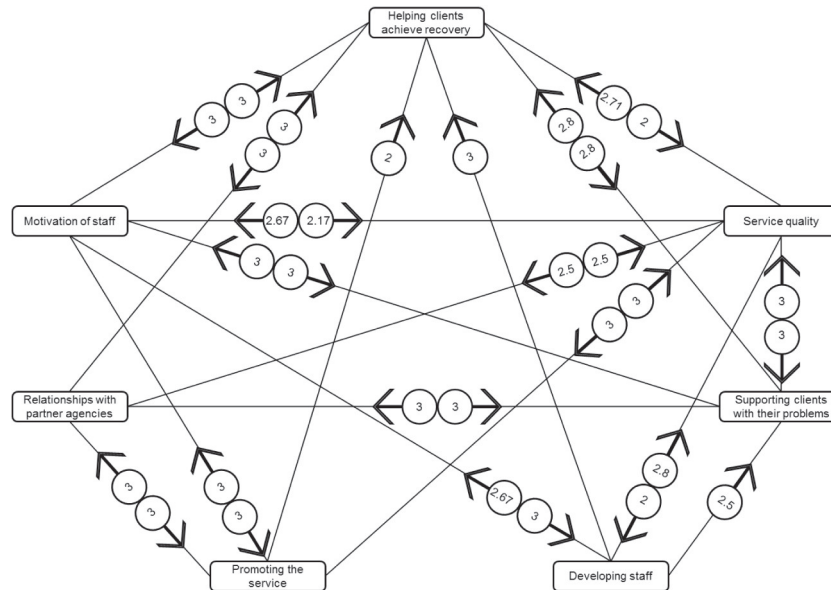 Helping clients
achieve recovery
3
3
3
3
2
3
2.8
2.8
2.71
2
Motivation of staff
2.67
2.17
Service quality
3
3
2.5
2.5
3
3
3
3
Relationships with
partner agencies
3
3
Supporting clients
with their problems
3
3
3
3
2.67
3
2.8
2
2.5
Promoting the
service
Developing staff